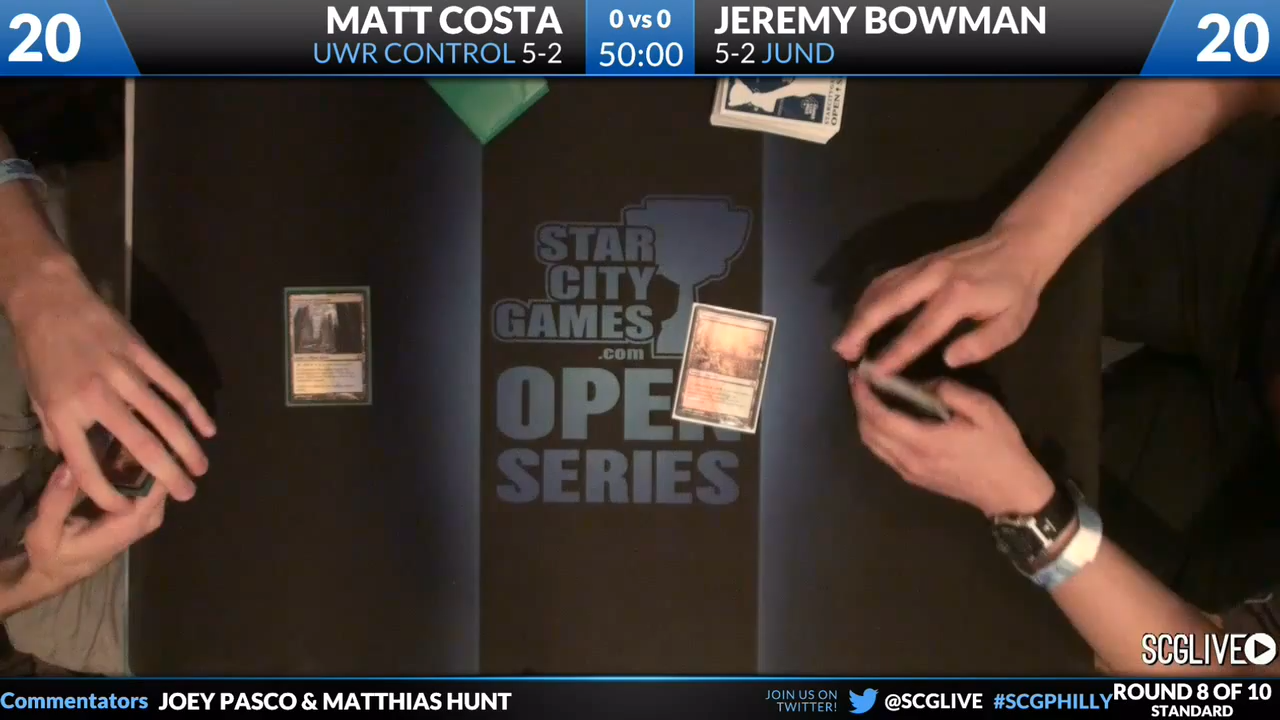 20
MATT COSTA
UWR CONTROL 5-2
0 vs 0
50:00
JEREMY BOWMAN
5-2 JUND
20
OPEN
STAR
CITY
GAMES
.com
OPEN
SERIES
SCGLIVE
Commentators JOEY PASCO & MATTHIAS HUNT
JOIN US ON
TWITTER!
@SCGLIVE #SCGPHILLY
ROUND 8 OF 10
STANDARD